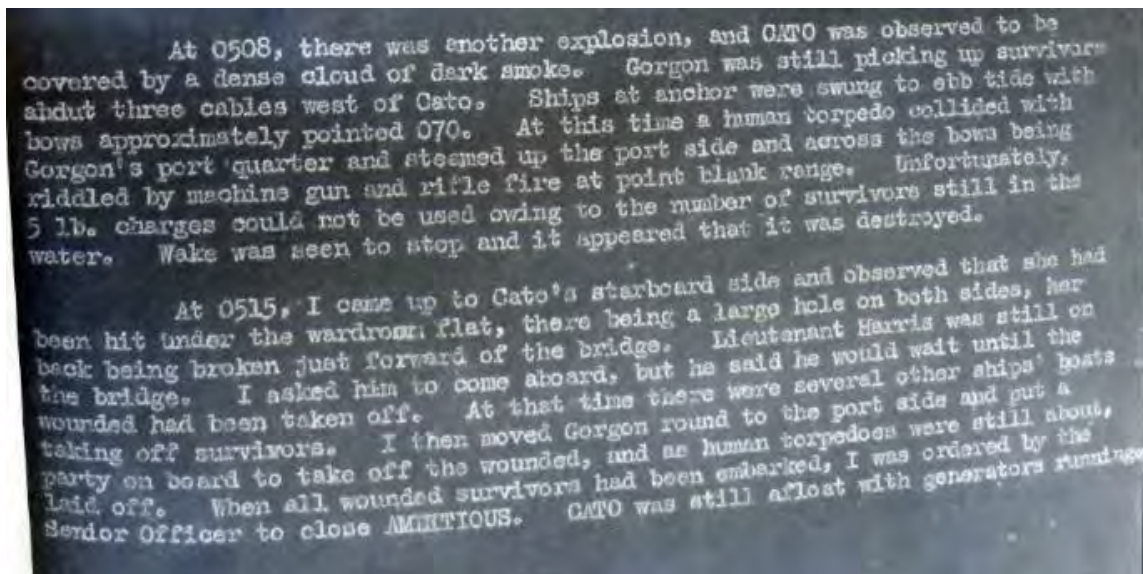 At 0508, there was another explosion, and CATO was observed to be
covered by a dense cloud of dark smoke. Gorgon was still picking up survivors
abdut three cables west of Cato. Ships at anchor were swung to ebb tide with
bows approximately pointed 070. At this time a human torpedo collided with
Gorgon's port quarter and steamed up the port side and across the bows being
riddled by machine gun and rifle fire at point blank range. Unfortunately,
5 lb. charges could not be used owing to the number of survivors still in the
water. Wake was seen to stop and it appeared that it was destroyed.
At 0515, I came up to Cato's starboard side and observed that she had
been hit under the wardroom flat, there being a large hole on both sides, her
back being broken just forward of the bridge. Lieutenant Harris was still on
the bridge. I asked him to come aboard, but he said he would wait until the
wounded had been taken off. At that time there were several other ships' boats
taking off survivors. I then moved Gorgon round to the port side and put a
party on board to take off the wounded, and as human torpedoes were still about,
laid off. When all wounded survivors had been embarked, I was ordered by the
Senior Officer to close AMBITIOUS. CATO was still afloat with generators running.